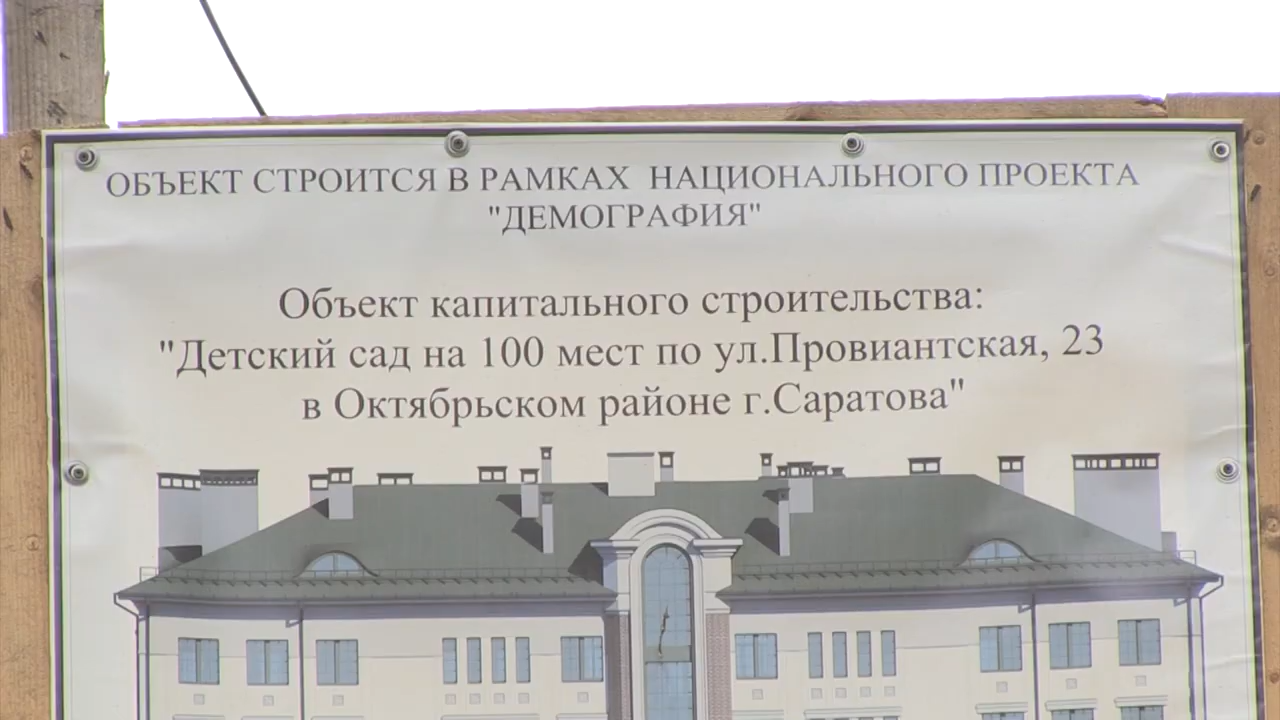 ОБЪЕКТ СТРОИТСЯ В РАМКАХ НАЦИОНАЛЬНОГО ПРОЕКТА
"ДЕМОГРАФИЯ"
Объект капитального строительства:
"Детский сад на 100 мест по ул.Провиантская, 23
в Октябрьском районе г.Саратова"